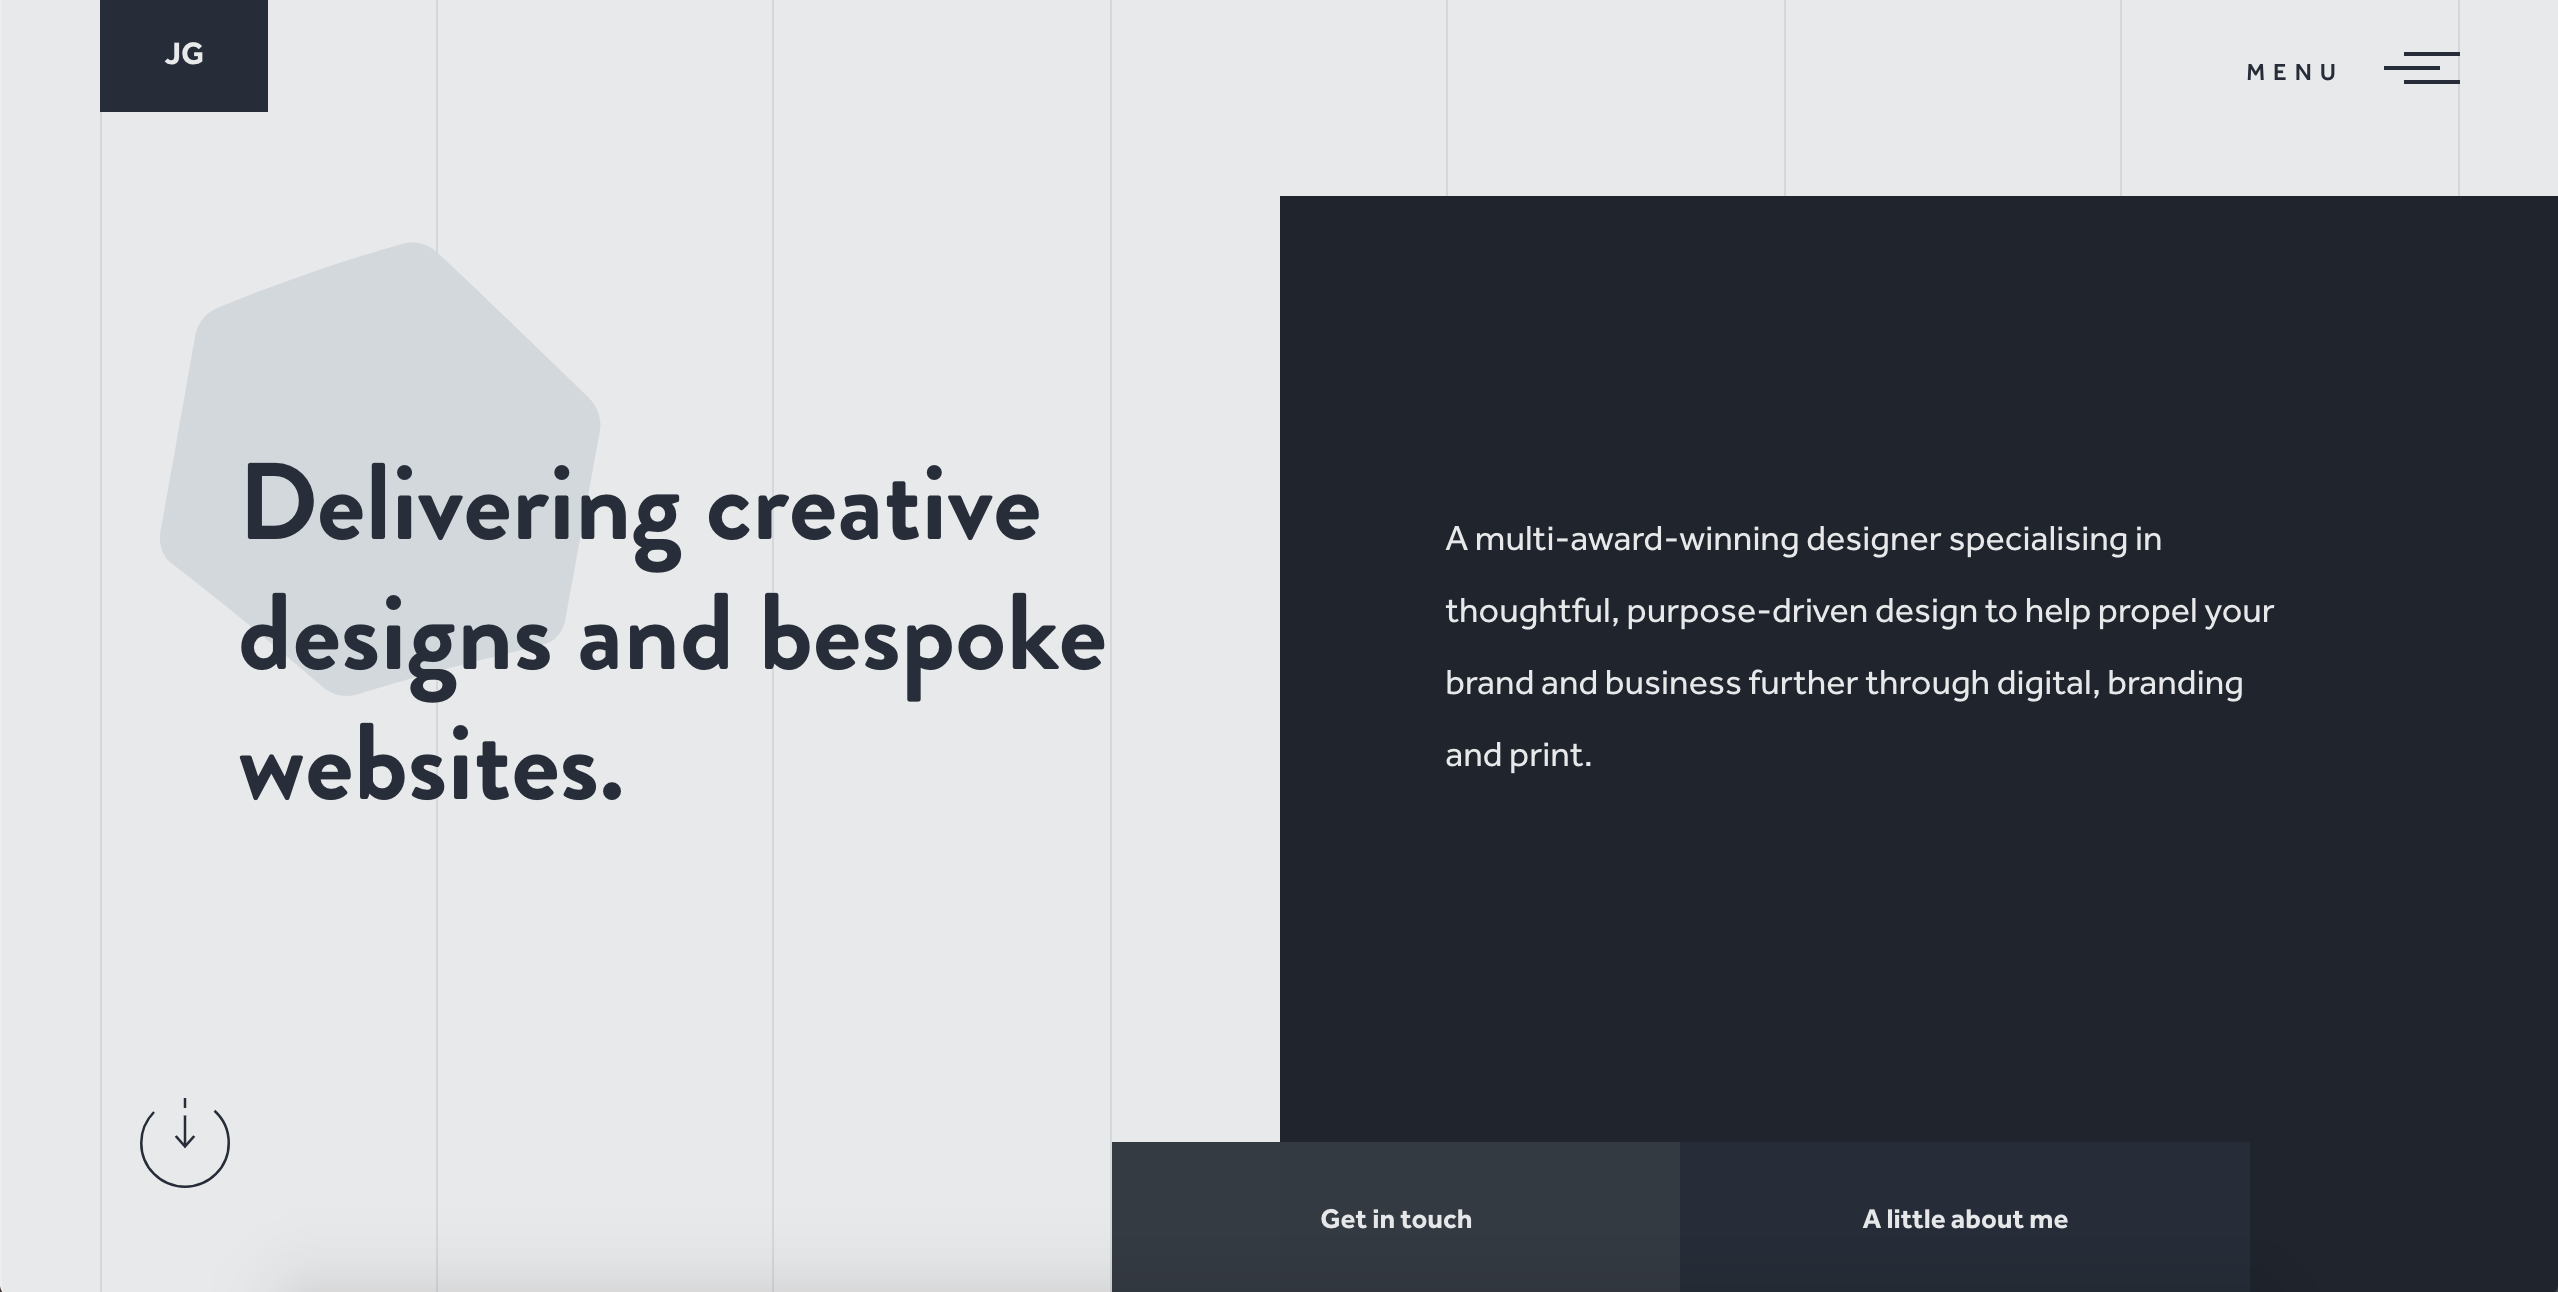 JG
MENU
Delivering creative
designs and bespoke
websites.
A multi-award-winning designer specialising in
thoughtful, purpose-driven design to help propel your
brand and business further through digital, branding
and print.
Get in touch
A little about me